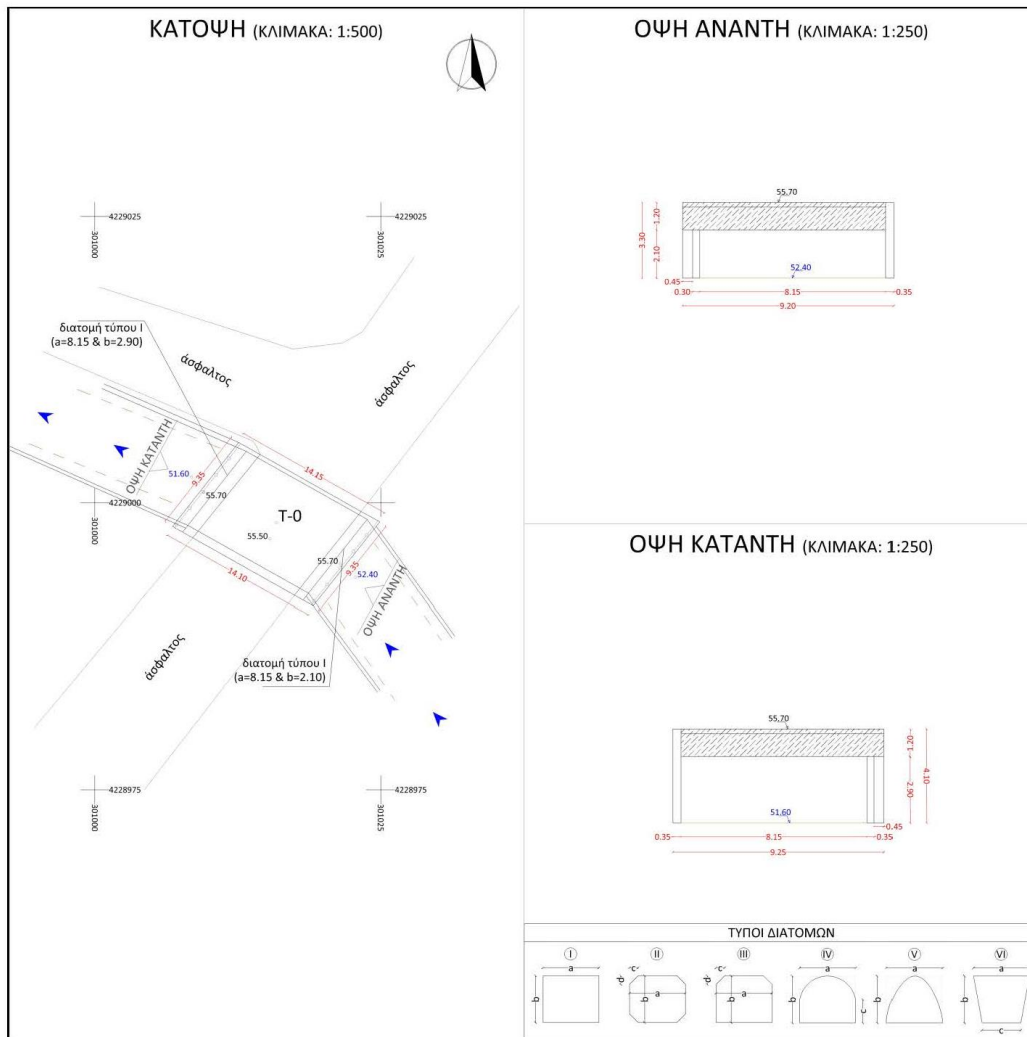 ΚΑΤΟΨΗ (ΚΛΙΜΑΚΑ: 1:500)
4229025
301000
4229025
301025
διατομή τύπου Ι
(a=8.15 & b=2.90)
άσφαλτος
άσφαλτος
ΟΨΗ ΚΑΤΑΝΤΗ
51.60
9.35
14.15
55.70
4229000
301000
T-0
55.50
55.70
9.35
52.40
14.10
ΟΨΗ ΑΝΑΝΤΗ
άσφαλτος
διατομή τύπου Ι
(a=8.15 & b=2.10)
4228975
301000
4228975
301025
ΟΨΗ ΑΝΑΝΤΗ (ΚΛΙΜΑΚΑ: 1:250)
55.70
3.30
1.20
2.10
52.40
0.45
0.30
8.15
0.35
9.20
ΟΨΗ ΚΑΤΑΝΤΗ (ΚΛΙΜΑΚΑ: 1:250)
55.70
1.20
4.10
2.90
51.60
0.45
0.35
8.15
0.35
9.25
ΤΥΠΟΙ ΔΙΑΤΟΜΩΝ
I II III IV V VI
a
b
c
d
a
b
c
d
a
b
a
b
c
a
b
a
b
c